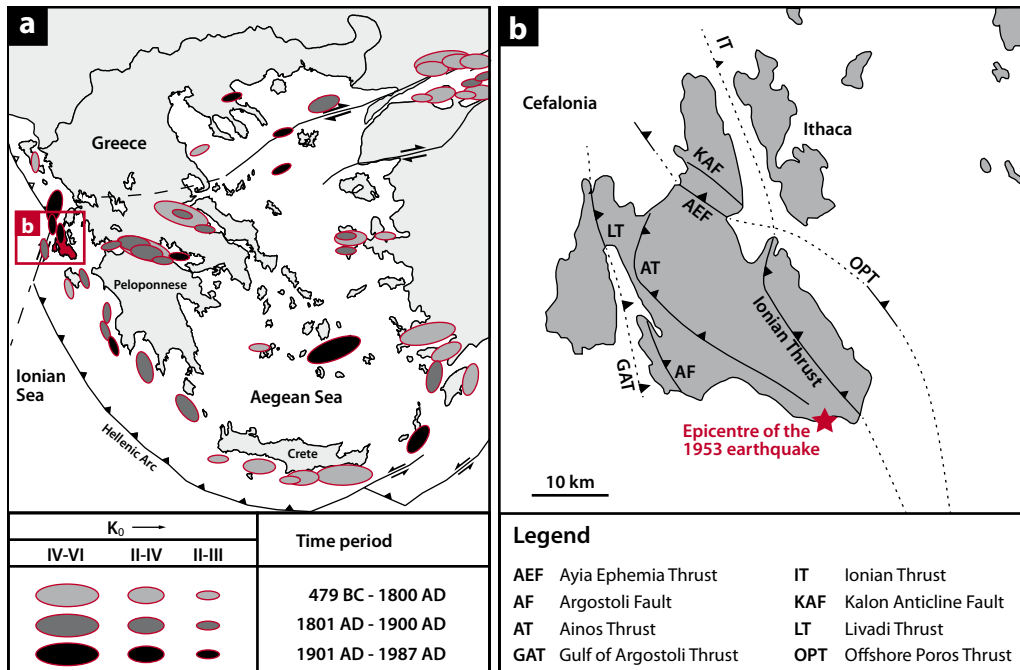 a
Greece
b
Peloponnese
Ionian
Sea
Aegean Sea
Hellenic Arc
Crete
K0
IV-VI
II-IV
II-III
Time period
479 BC - 1800 AD
1801 AD - 1900 AD
1901 AD - 1987 AD
b
IT
Cefalonia
Ithaca
KAF
AEF
LT
AT
OPT
Ionian Thrust
GAT
AF
Epicentre of the
1953 earthquake
10 km
Legend
AEF Ayia Ephemia Thrust
AF Argostoli Fault
AT Ainos Thrust
GAT Gulf of Argostoli Thrust
IT Ionian Thrust
KAF Kalon Anticline Fault
LT Livadi Thrust
OPT Offshore Poros Thrust